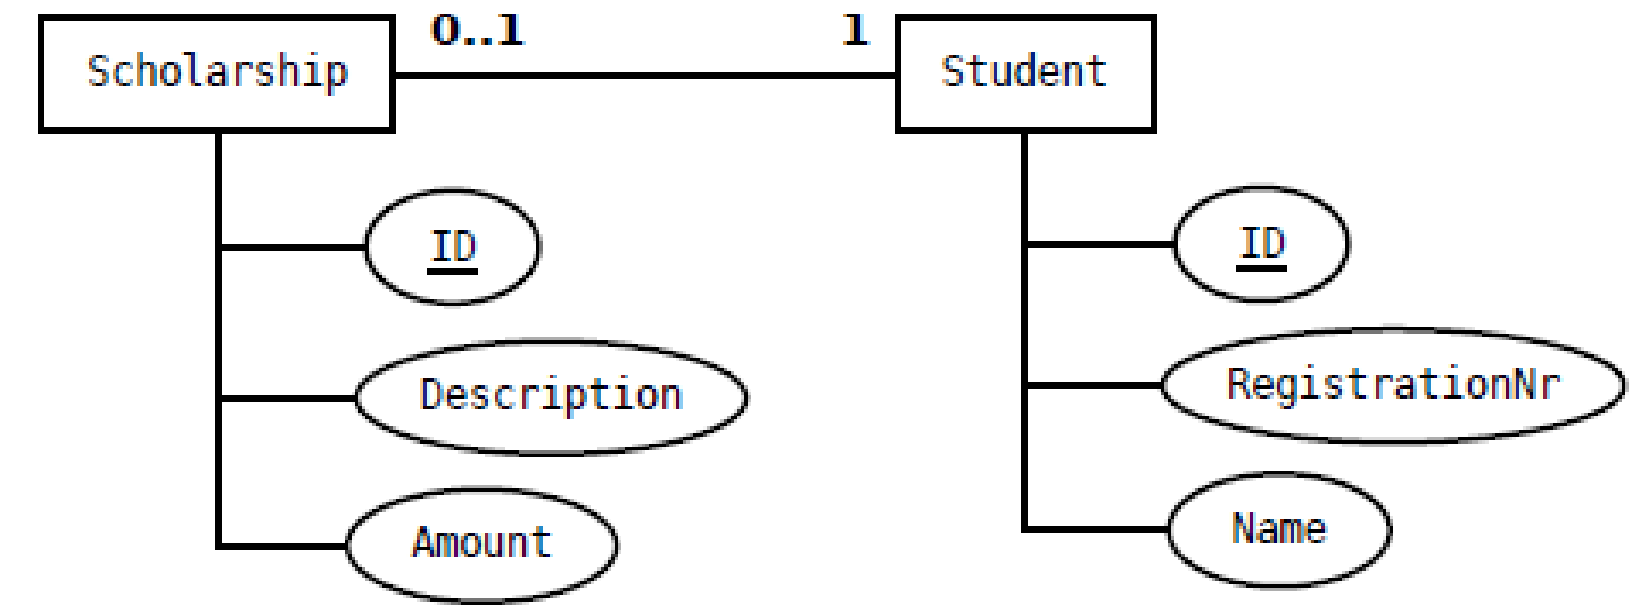 0..1
1
Scholarship
Student
ID
ID
Description
RegistrationNr
Amount
Name